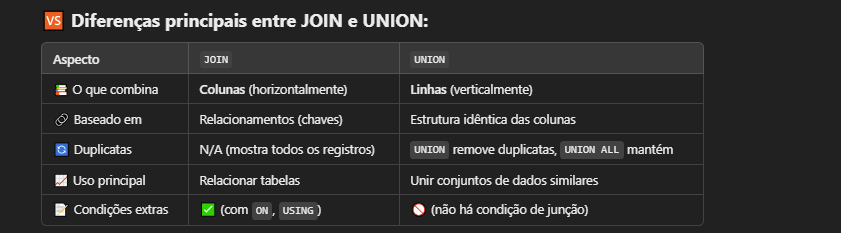 🆚 Diferenças principais entre JOIN e UNION:
Aspecto JOIN UNION
📚 O que combina Colunas (horizontalmente) Linhas (verticalmente)
🔗 Baseado em Relacionamentos (chaves) Estrutura idêntica das colunas
🔄 Duplicatas N/A (mostra todos os registros) UNION remove duplicatas, UNION ALL mantém
📈 Uso principal Relacionar tabelas Unir conjuntos de dados similares
📝 Condições extras ✅ (com ON, USING) 🚫 (não há condição de junção)